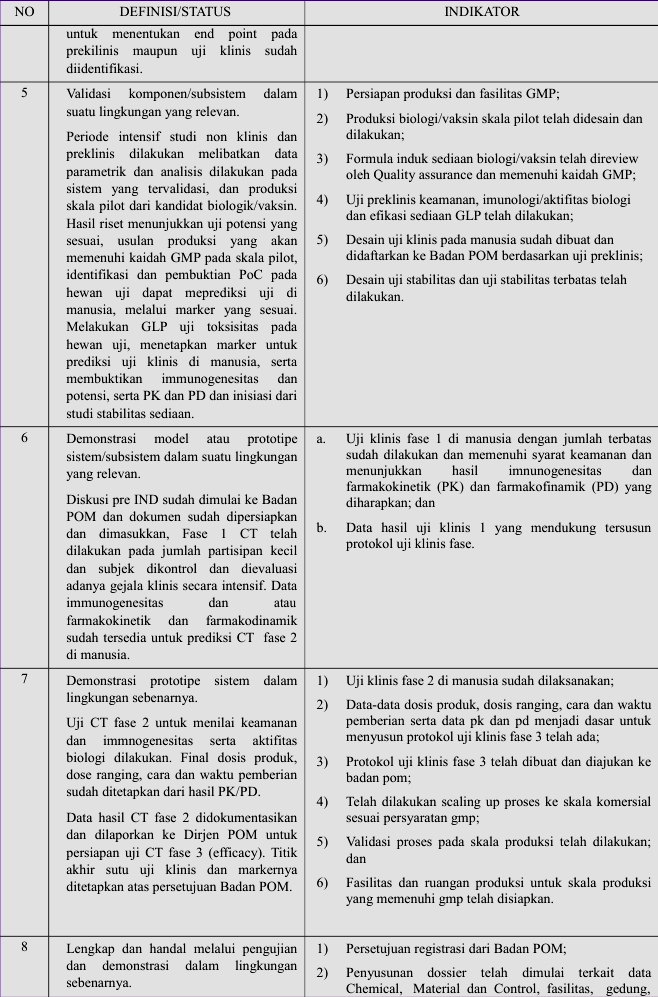 NO
DEFINISI/STATUS
INDIKATOR
untuk menentukan end point pada
prekilinis maupun uji klinis sudah
diidentifikasi.
5
Validasi komponen/subsistem dalam
suatu lingkungan yang relevan.
Periode intensif studi non klinis dan
preklinis dilakukan melibatkan data
parametrik dan analisis dilakukan pada
sistem yang tervalidasi, dan produksi
skala pilot dari kandidat biologik/vaksin.
Hasil riset menunjukkan uji potensi yang
sesuai, usulan produksi yang akan
memenuhi kaidah GMP pada skala pilot,
identifikasi dan pembuktian PoC pada
hewan uji dapat meprediksi uji di
manusia, melalui marker yang sesuai.
Melakukan GLP uji toksisitas pada
hewan uji, menetapkan marker untuk
prediksi uji klinis di manusia, serta
membuktikan immunogenesitas dan
potensi, serta PK dan PD dan inisiasi dari
studi stabilitas sediaan.
1) Persiapan produksi dan fasilitas GMP;
2) Produksi biologi/vaksin skala pilot telah didesain dan
dilakukan;
3) Formula induk sediaan biologi/vaksin telah direview
oleh Quality assurance dan memenuhi kaidah GMP;
4) Uji preklinis keamanan, imunologi/aktifitas biologi
dan efikasi sediaan GLP telah dilakukan;
5) Desain uji klinis pada manusia sudah dibuat dan
didaftarkan ke Badan POM berdasarkan uji preklinis;
6) Desain uji stabilitas dan uji stabilitas terbatas telah
dilakukan.
6
Demonstrasi model atau prototipe
sistem/subsistem dalam suatu lingkungan
yang relevan.
Diskusi pre IND sudah dimulai ke Badan
POM dan dokumen sudah dipersiapkan
dan dimasukkan, Fase 1 CT telah
dilakukan pada jumlah partisipan kecil
dan subjek dikontrol dan dievaluasi
adanya gejala klinis secara intensif. Data
immunogenesitas dan atau
farmakokinetik dan farmakodinamik
sudah tersedia untuk prediksi CT fase 2
di manusia.
a. Uji klinis fase 1 di manusia dengan jumlah terbatas
sudah dilakukan dan memenuhi syarat keamanan dan
menunjukkan hasil imnunogenesitas dan
farmakokinetik (PK) dan farmakofinamik (PD) yang
diharapkan; dan
b. Data hasil uji klinis 1 yang mendukung tersusun
protokol uji klinis fase.
7
Demonstrasi prototipe sistem dalam
lingkungan sebenarnya.
Uji CT fase 2 untuk menilai keamanan
dan immnogenesitas serta aktifitas
biologi dilakukan. Final dosis produk,
dose ranging, cara dan waktu pemberian
sudah ditetapkan dari hasil PK/PD.
Data hasil CT fase 2 didokumentasikan
dan dilaporkan ke Dirjen POM untuk
persiapan uji CT fase 3 (efficacy). Titik
akhir sutu uji klinis dan markernya
ditetapkan atas persetujuan Badan POM.
1) Uji klinis fase 2 di manusia sudah dilaksanakan;
2) Data-data dosis produk, dosis ranging, cara dan waktu
pemberian serta data pk dan pd menjadi dasar untuk
menyusun protokol uji klinis fase 3 telah ada;
3) Protokol uji klinis fase 3 telah dibuat dan diajukan ke
badan pom;
4) Telah dilakukan scaling up proses ke skala komersial
sesuai persyaratan gmp;
5) Validasi proses pada skala produksi telah dilakukan;
dan
6) Fasilitas dan ruangan produksi untuk skala produksi
yang memenuhi gmp telah disiapkan.
8
Lengkap dan handal melalui pengujian
dan demonstrasi dalam lingkungan
sebenarnya.
1) Persetujuan registrasi dari Badan POM;
2) Penyusunan dossier telah dimulai terkait data
Chemical, Material dan Control, fasilitas, gedung,